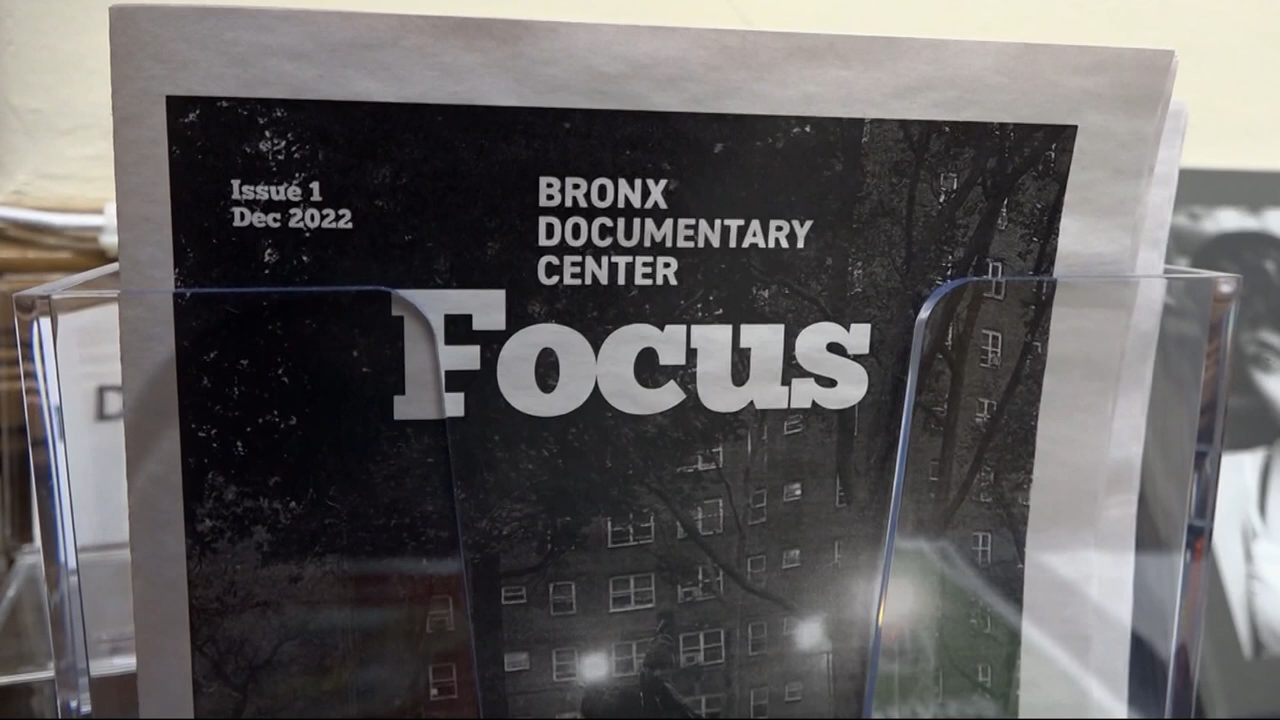 Issue 1
Dec 2022
BRONX
DOCUMENTARY
CENTER
Focus
D